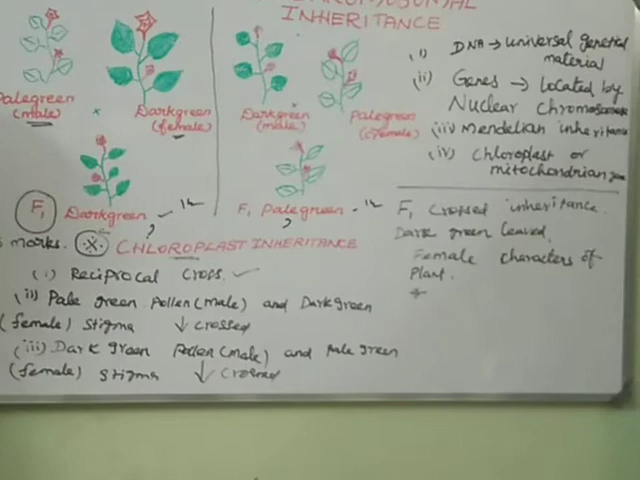 INHERITANCE
Palegreen
(male)
x
Darkgreen
(female)
F1 Darkgreen
?
Darkgreen
(male)
x
Palegreen
(female)
F1 Palegreen
?
(i) DNA → universal genetical
material
(ii) Genes → Located by
Nuclear Chromosome
(iii) Mendelian inheritance
(iv) Chloroplast or
mitochondrian
F1 Crossed inheritance.
Dark green leaved
Female characters of
Plant.
marks. CHLOROPLAST INHERITANCE
(i) Reciprocal Crops.
(ii) Pale green Pollen (male) and Darkgreen
(female) Stigma ↓ crossed
(iii) Dark green Pollen (male) and Pale green
(female) Stigma ↓ crossed